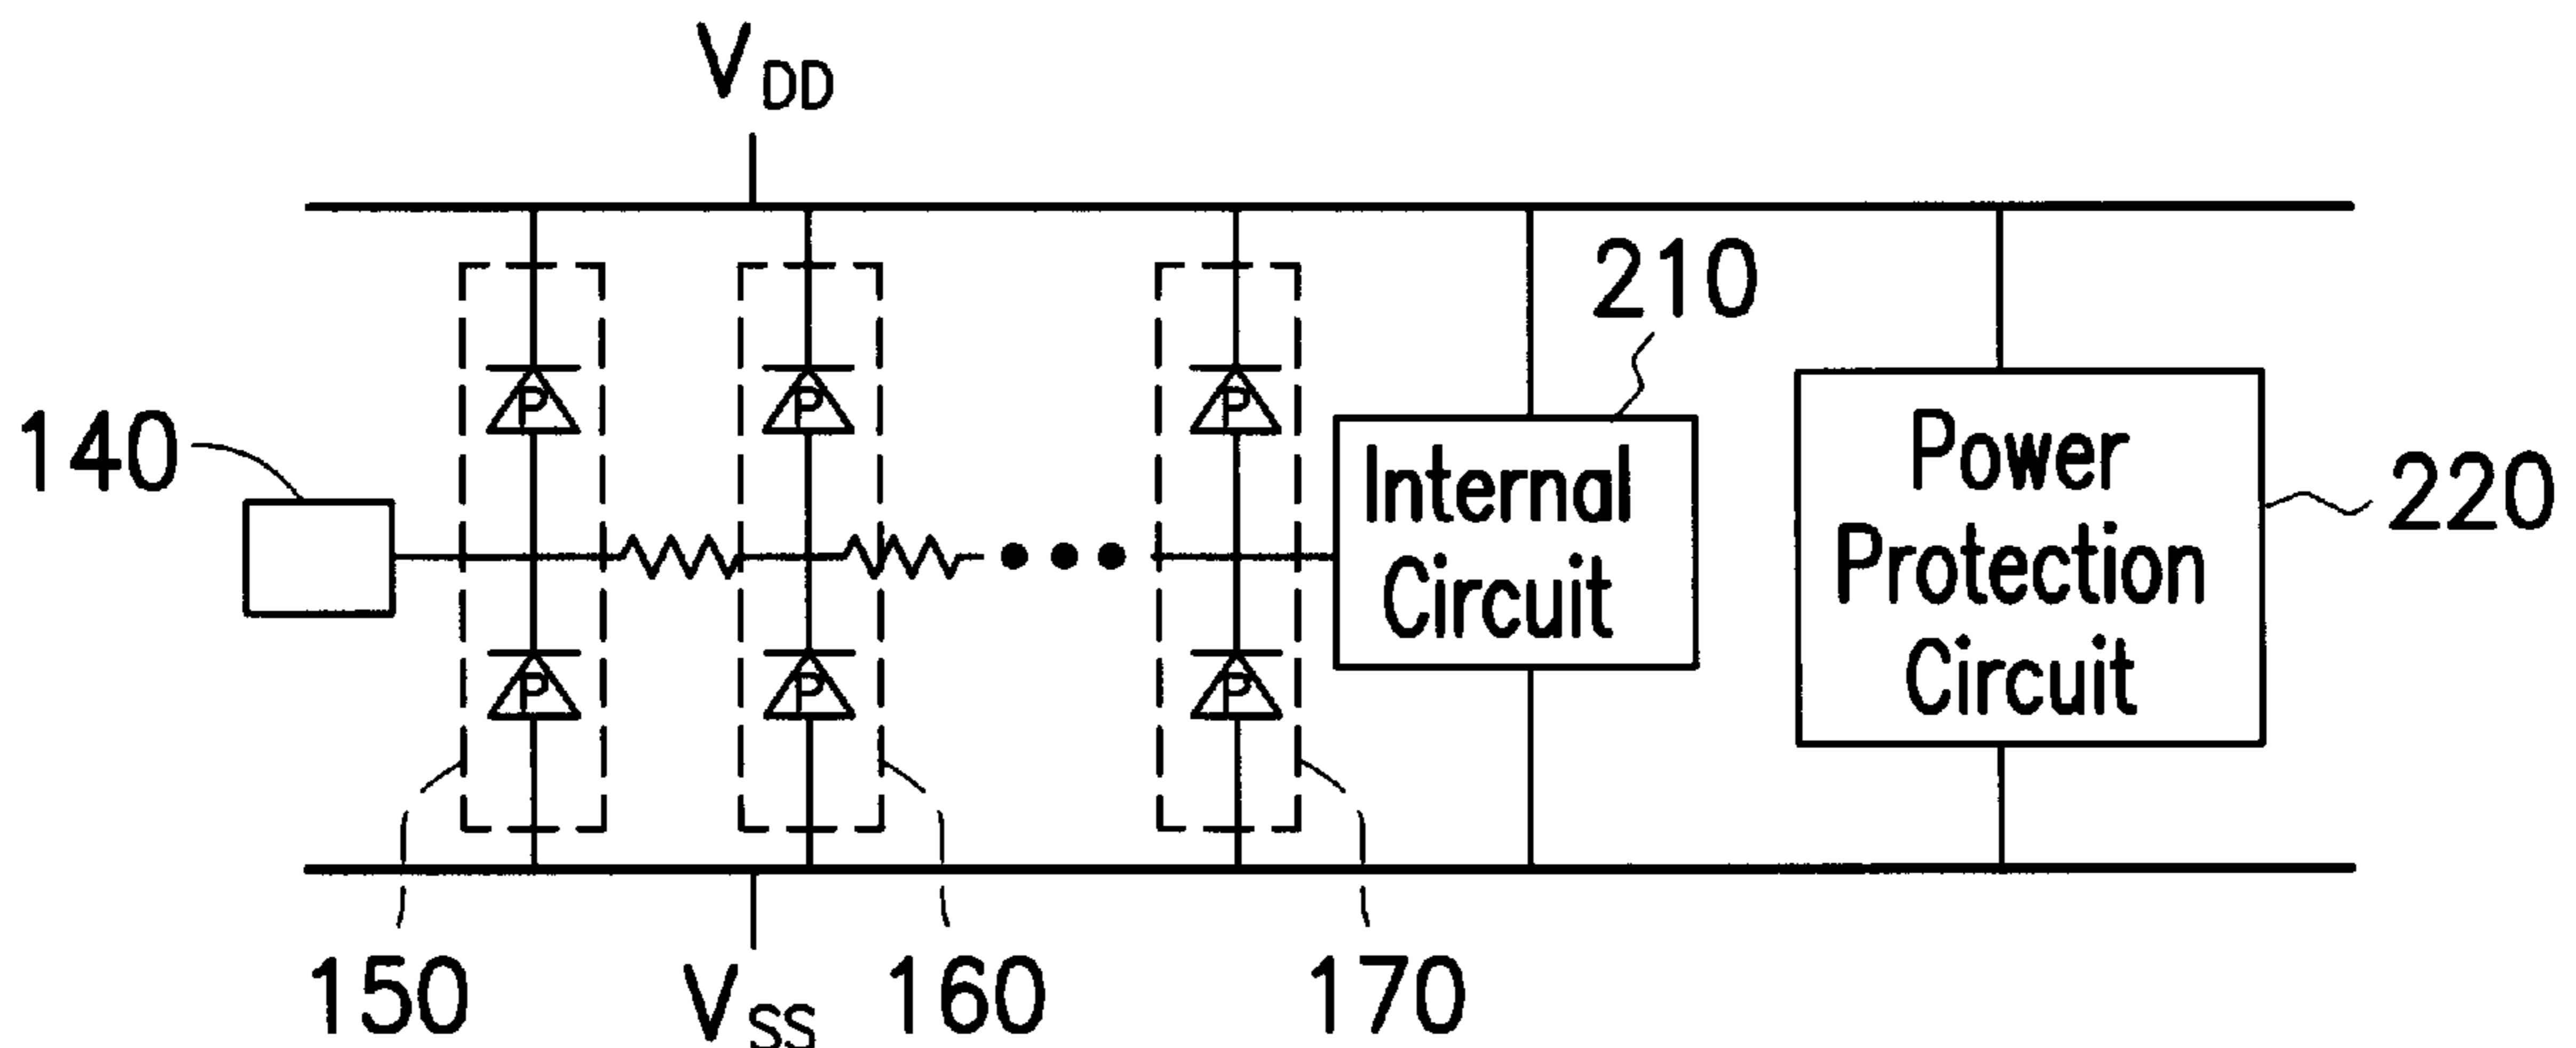 VDD
210
140
P P P
Internal
Circuit
Power
Protection
Circuit
220
P P P
150
VSS
160
170